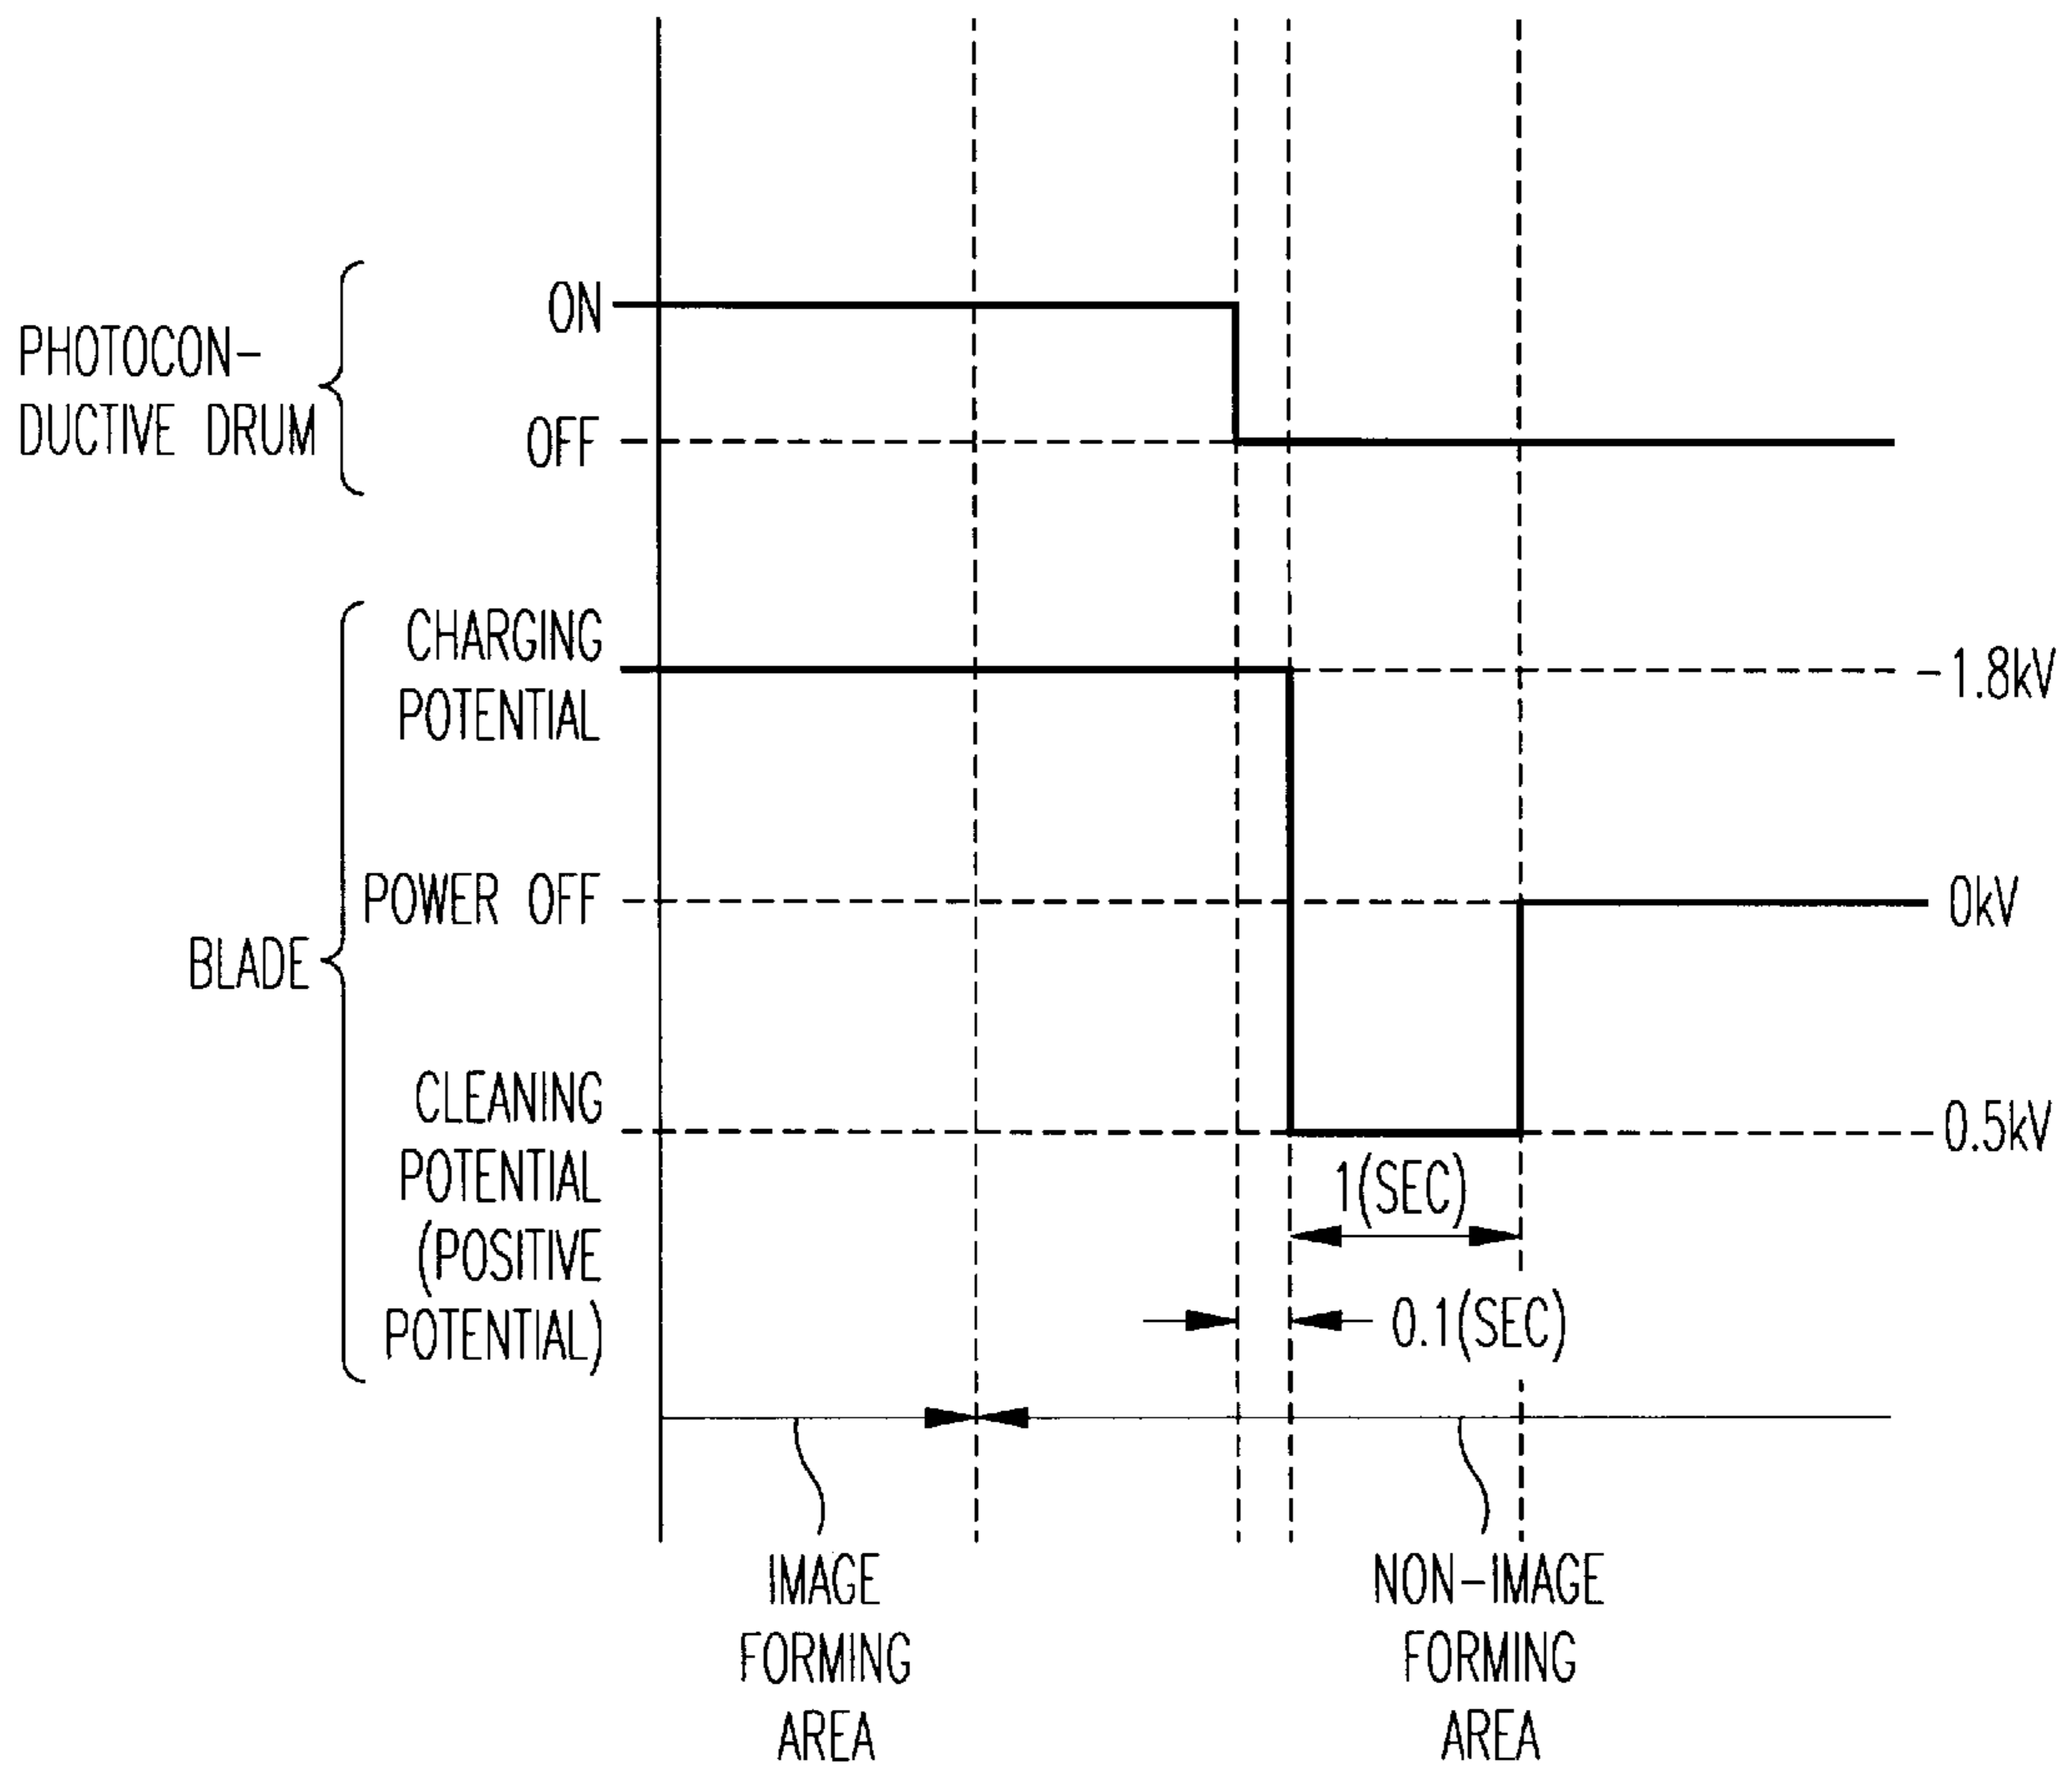 ON
PHOTOCON-
DUCTIVE DRUM
OFF
CHARGING
POTENTIAL
-1.8kV
POWER OFF
0kV
BLADE
CLEANING
POTENTIAL
(POSITIVE
POTENTIAL)
0.5kV
1(SEC)
0.1(SEC)
IMAGE
FORMING
AREA
NON-IMAGE
FORMING
AREA